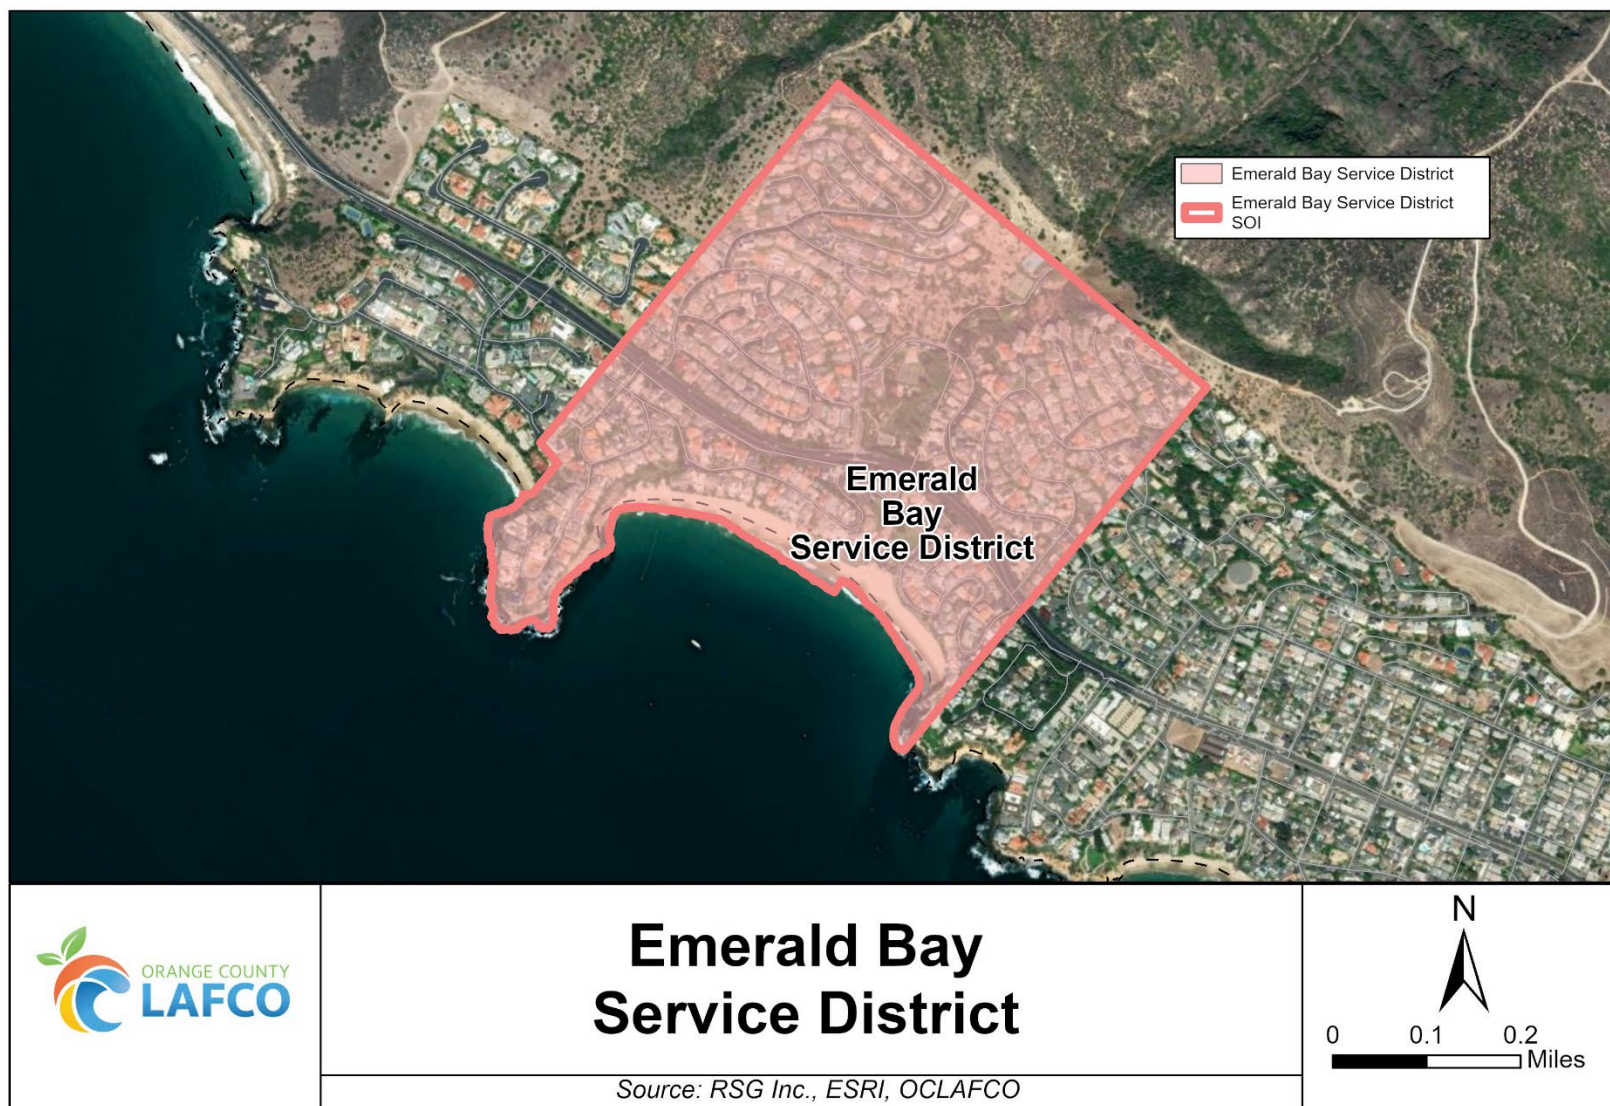 Emerald Bay Service District
Emerald Bay Service District
SOI
Emerald
Bay
Service District
ORANGE COUNTY
LAFCO
Emerald Bay
Service District
Source: RSG Inc., ESRI, OCLAFCO
N
0 0.1 0.2
Miles